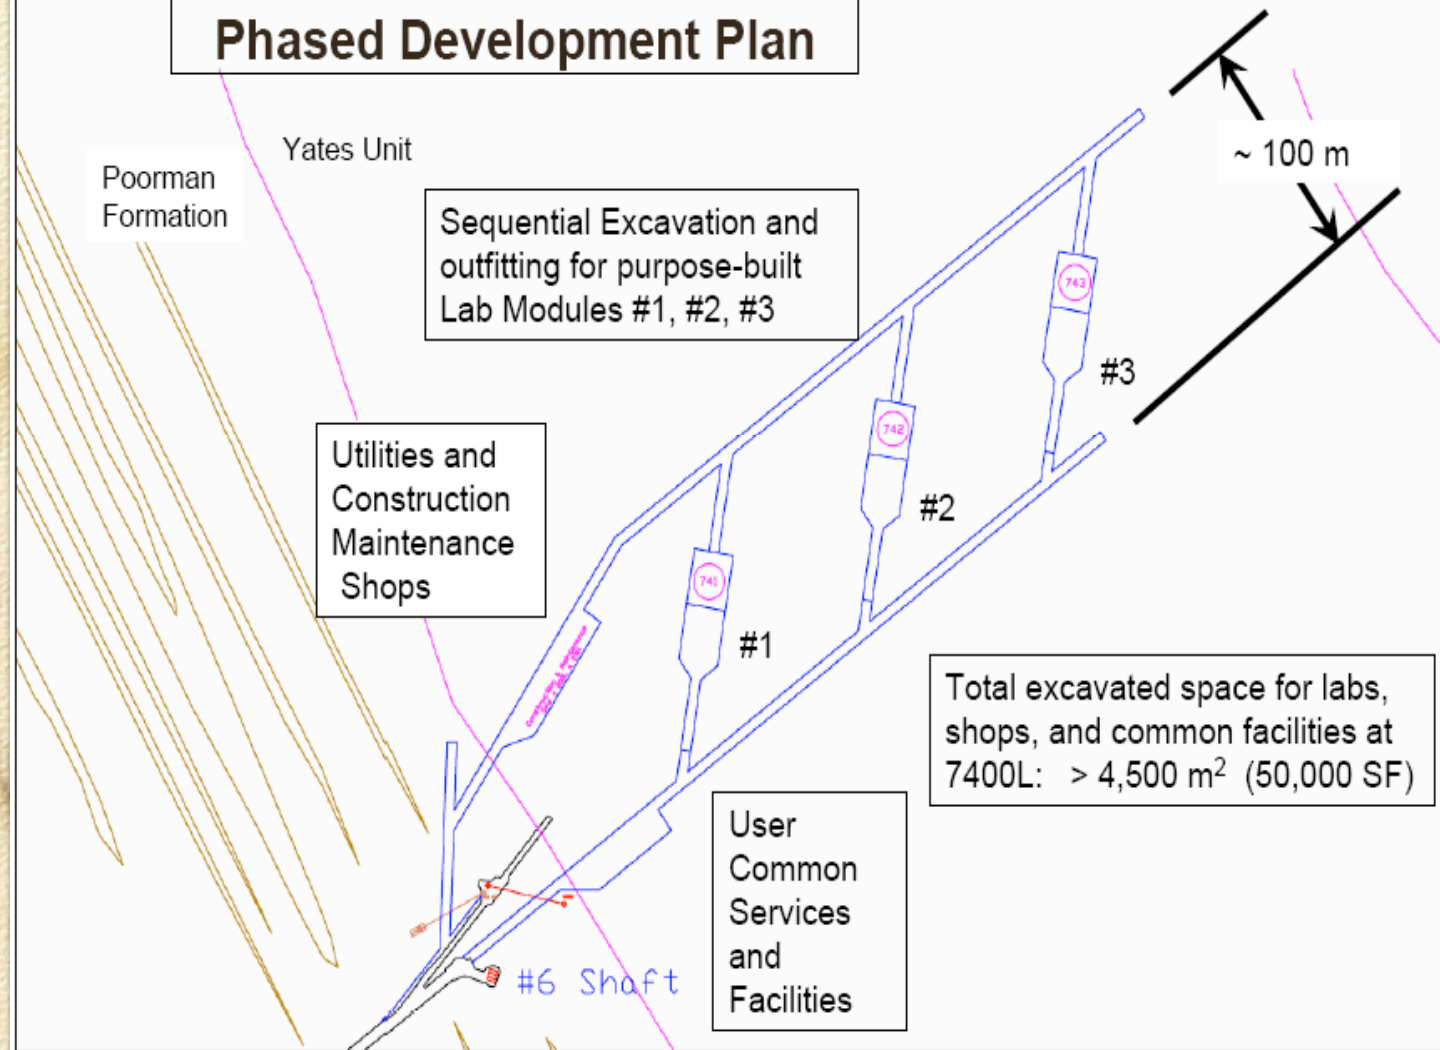 Phased Development Plan
Yates Unit
Poorman
Formation
~ 100 m
Sequential Excavation and
outfitting for purpose-built
Lab Modules #1, #2, #3
743
#3
Utilities and
Construction
Maintenance
Shops
742
#2
741
#1
Total excavated space for labs,
shops, and common facilities at
7400L: > 4,500 m² (50,000 SF)
User
Common
Services
and
Facilities
#6 Shaft